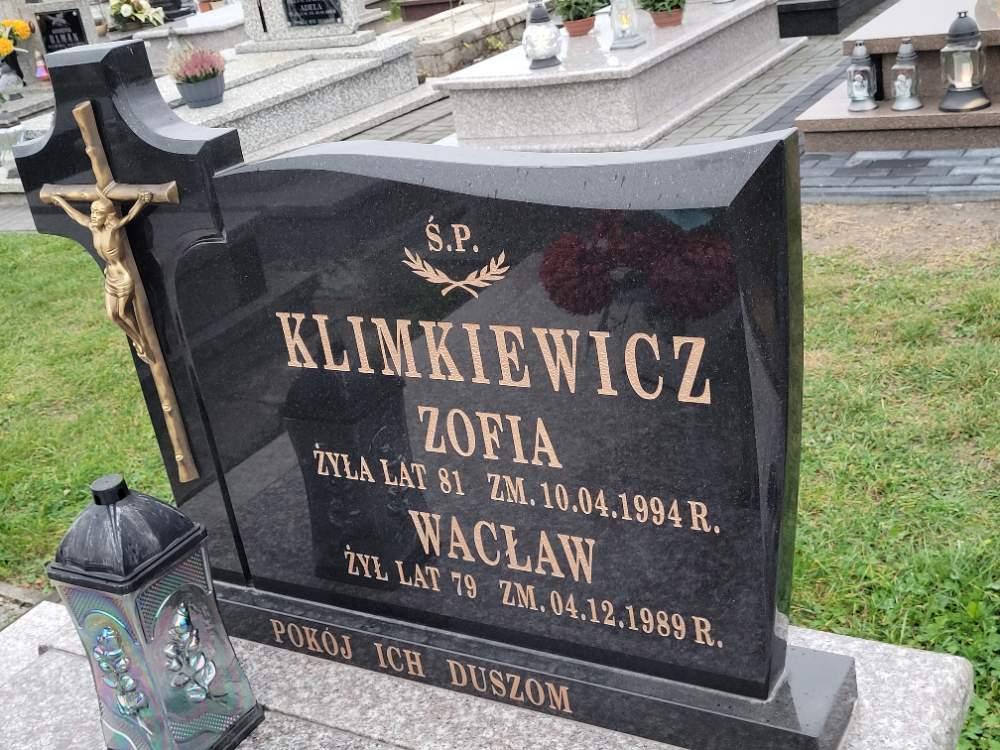 ADELA
Ś.P.
KLIMKIEWICZ
ZOFIA
ŻYŁA LAT 81 ZM. 10.04.1994 R.
WACŁAW
ŻYŁ LAT 79 ZM. 04.12.1989 R.
POKÓJ ICH DUSZOM